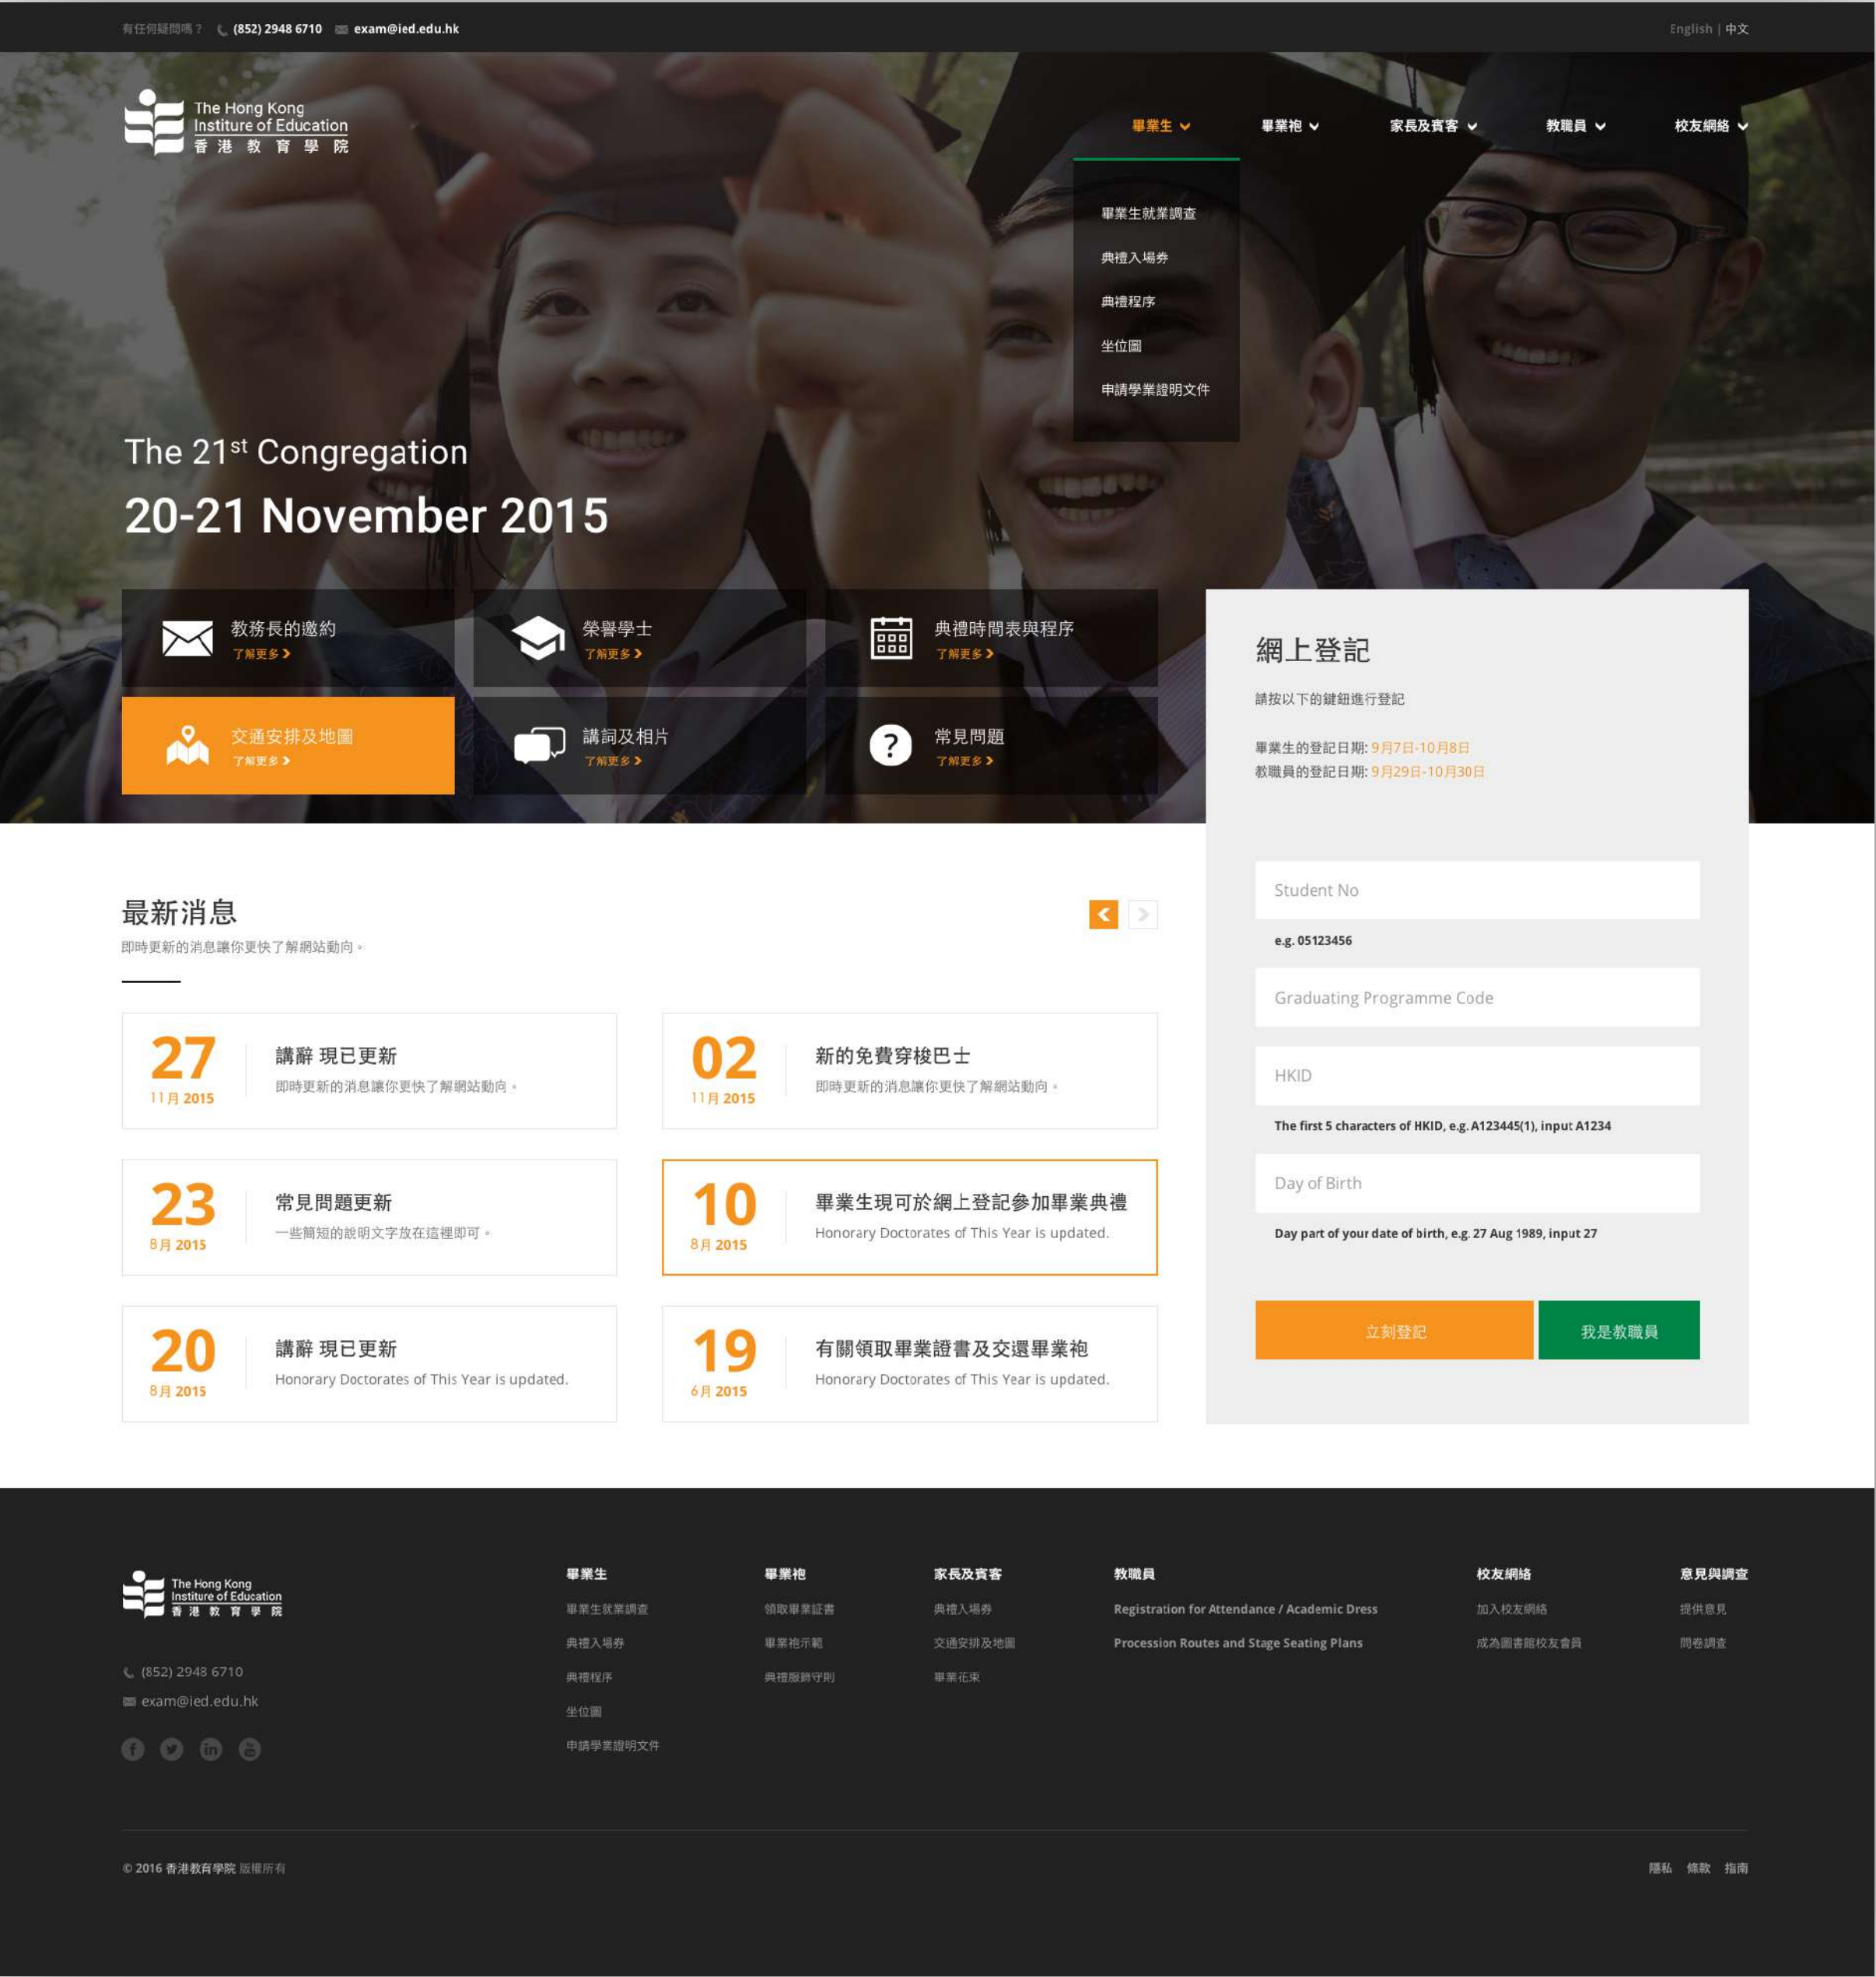 有任何疑問嗎？ (852) 2948 6710 exam@ied.edu.hk
English | 中文
The Hong Kong
Institure of Education
香港教育學院
畢業生 畢業袍 家長及賓客 教職員 校友網絡
畢業生就業調查
典禮入場券
典禮程序
坐位圖
申請學業證明文件
The 21st Congregation
20-21 November 2015
教務長的邀約
了解更多
榮譽學士
了解更多
典禮時間表與程序
了解更多
交通安排及地圖
了解更多
講詞及相片
了解更多
常見問題
了解更多
網上登記
請按以下的鍵鈕進行登記
畢業生的登記日期: 9月7日-10月8日
教職員的登記日期: 9月29日-10月30日
Student No
e.g. 05123456
Graduating Programme Code
HKID
The first 5 characters of HKID, e.g. A123445(1), input A1234
Day of Birth
Day part of your date of birth, e.g. 27 Aug 1989, input 27
立刻登記
我是教職員
最新消息
即時更新的消息讓你更快了解網站動向。
27
11月 2015
講辭 現已更新
即時更新的消息讓你更快了解網站動向。
02
11月 2015
新的免費穿梭巴士
即時更新的消息讓你更快了解網站動向。
23
8月 2015
常見問題更新
一些簡短的說明文字放在這裡即可。
10
8月 2015
畢業生現可於網上登記參加畢業典禮
Honorary Doctorates of This Year is updated.
20
8月 2015
講辭 現已更新
Honorary Doctorates of This Year is updated.
19
6月 2015
有關領取畢業證書及交還畢業袍
Honorary Doctorates of This Year is updated.
The Hong Kong
Institure of Education
香港教育學院
(852) 2948 6710
exam@ied.edu.hk
畢業生
畢業生就業調查
典禮入場券
典禮程序
坐位圖
申請學業證明文件
畢業袍
領取畢業証書
畢業袍示範
典禮服飾守則
家長及賓客
典禮入場券
交通安排及地圖
畢業花束
教職員
Registration for Attendance / Academic Dress
Procession Routes and Stage Seating Plans
校友網絡
加入校友網絡
成為圖書館校友會員
意見與調查
提供意見
問卷調查
© 2016 香港教育學院 版權所有
隱私 條款 指南